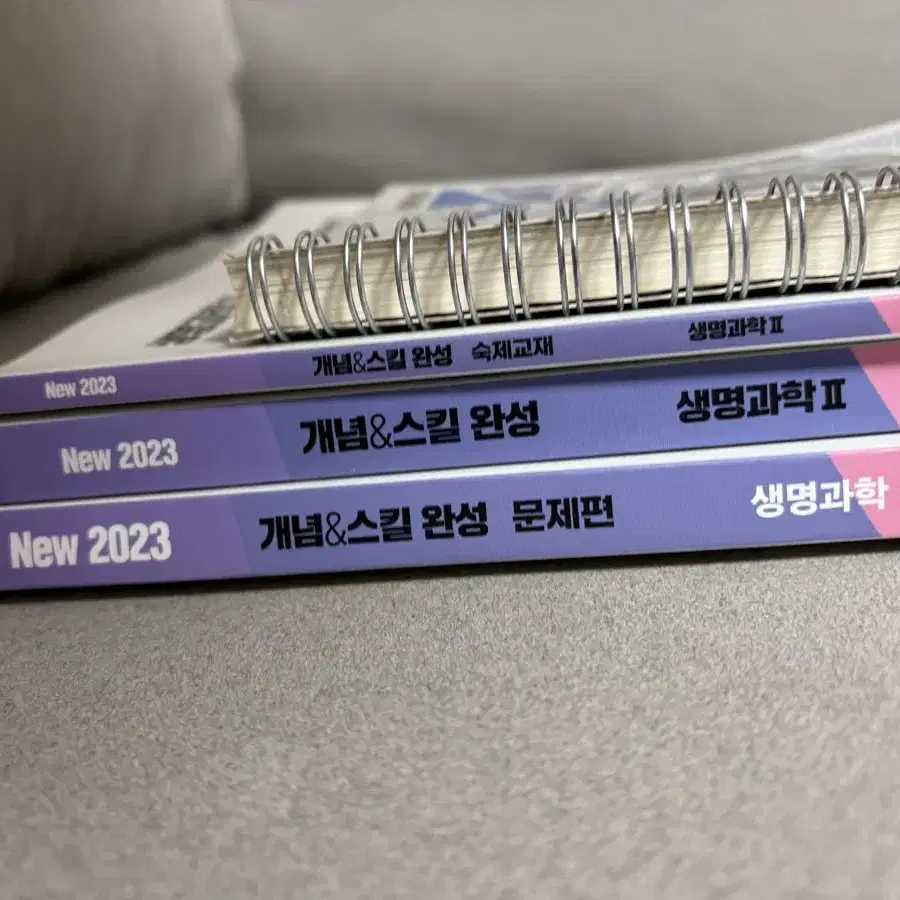 New 2023 개념&스킬 완성 숙제교재 생명과학 II
New 2023 개념&스킬 완성 생명과학 II
New 2023 개념&스킬 완성 문제편 생명과학